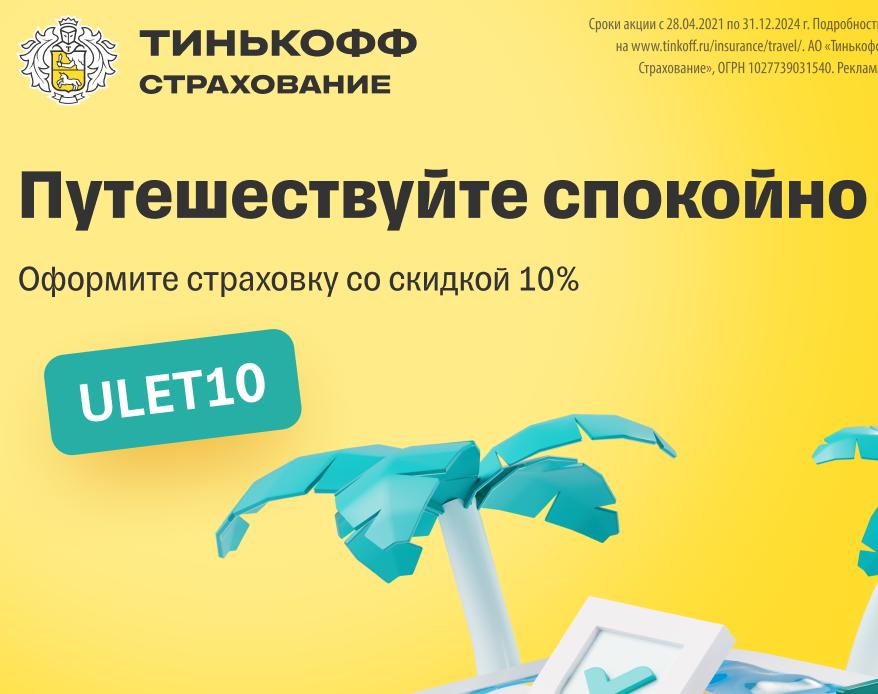 ТИНЬКОФФ
СТРАХОВАНИЕ
Сроки акции с 28.04.2021 по 31.12.2024 г. Подробност
на www.tinkoff.ru/insurance/travel/. АО «Тинькоф
Страхование», ОГРН 1027739031540. Реклам
Путешествуйте спокойно
Оформите страховку со скидкой 10%
ULET10